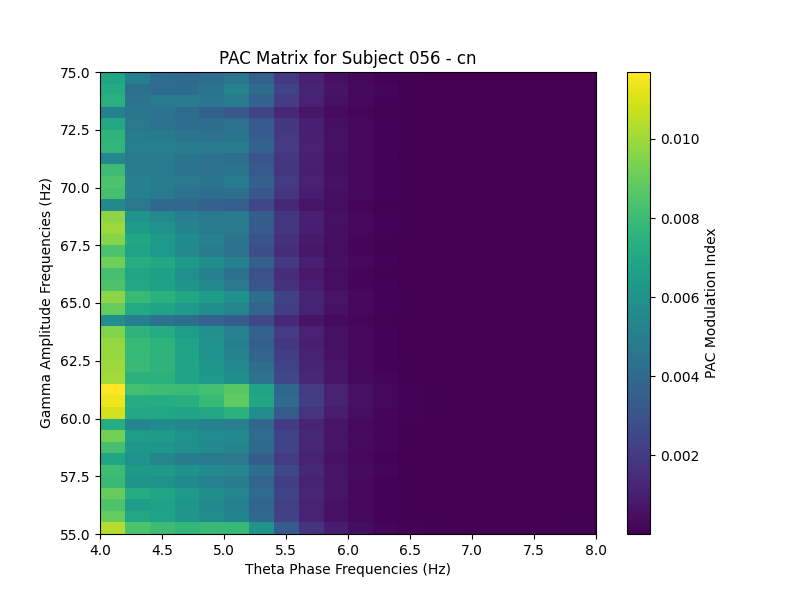 PAC Matrix for Subject 056 - cn
75.0
72.5
70.0
67.5
65.0
62.5
60.0
57.5
55.0
Gamma Amplitude Frequencies (Hz)
4.0 4.5 5.0 5.5 6.0 6.5 7.0 7.5 8.0
Theta Phase Frequencies (Hz)
0.010
0.008
0.006
0.004
0.002
PAC Modulation Index